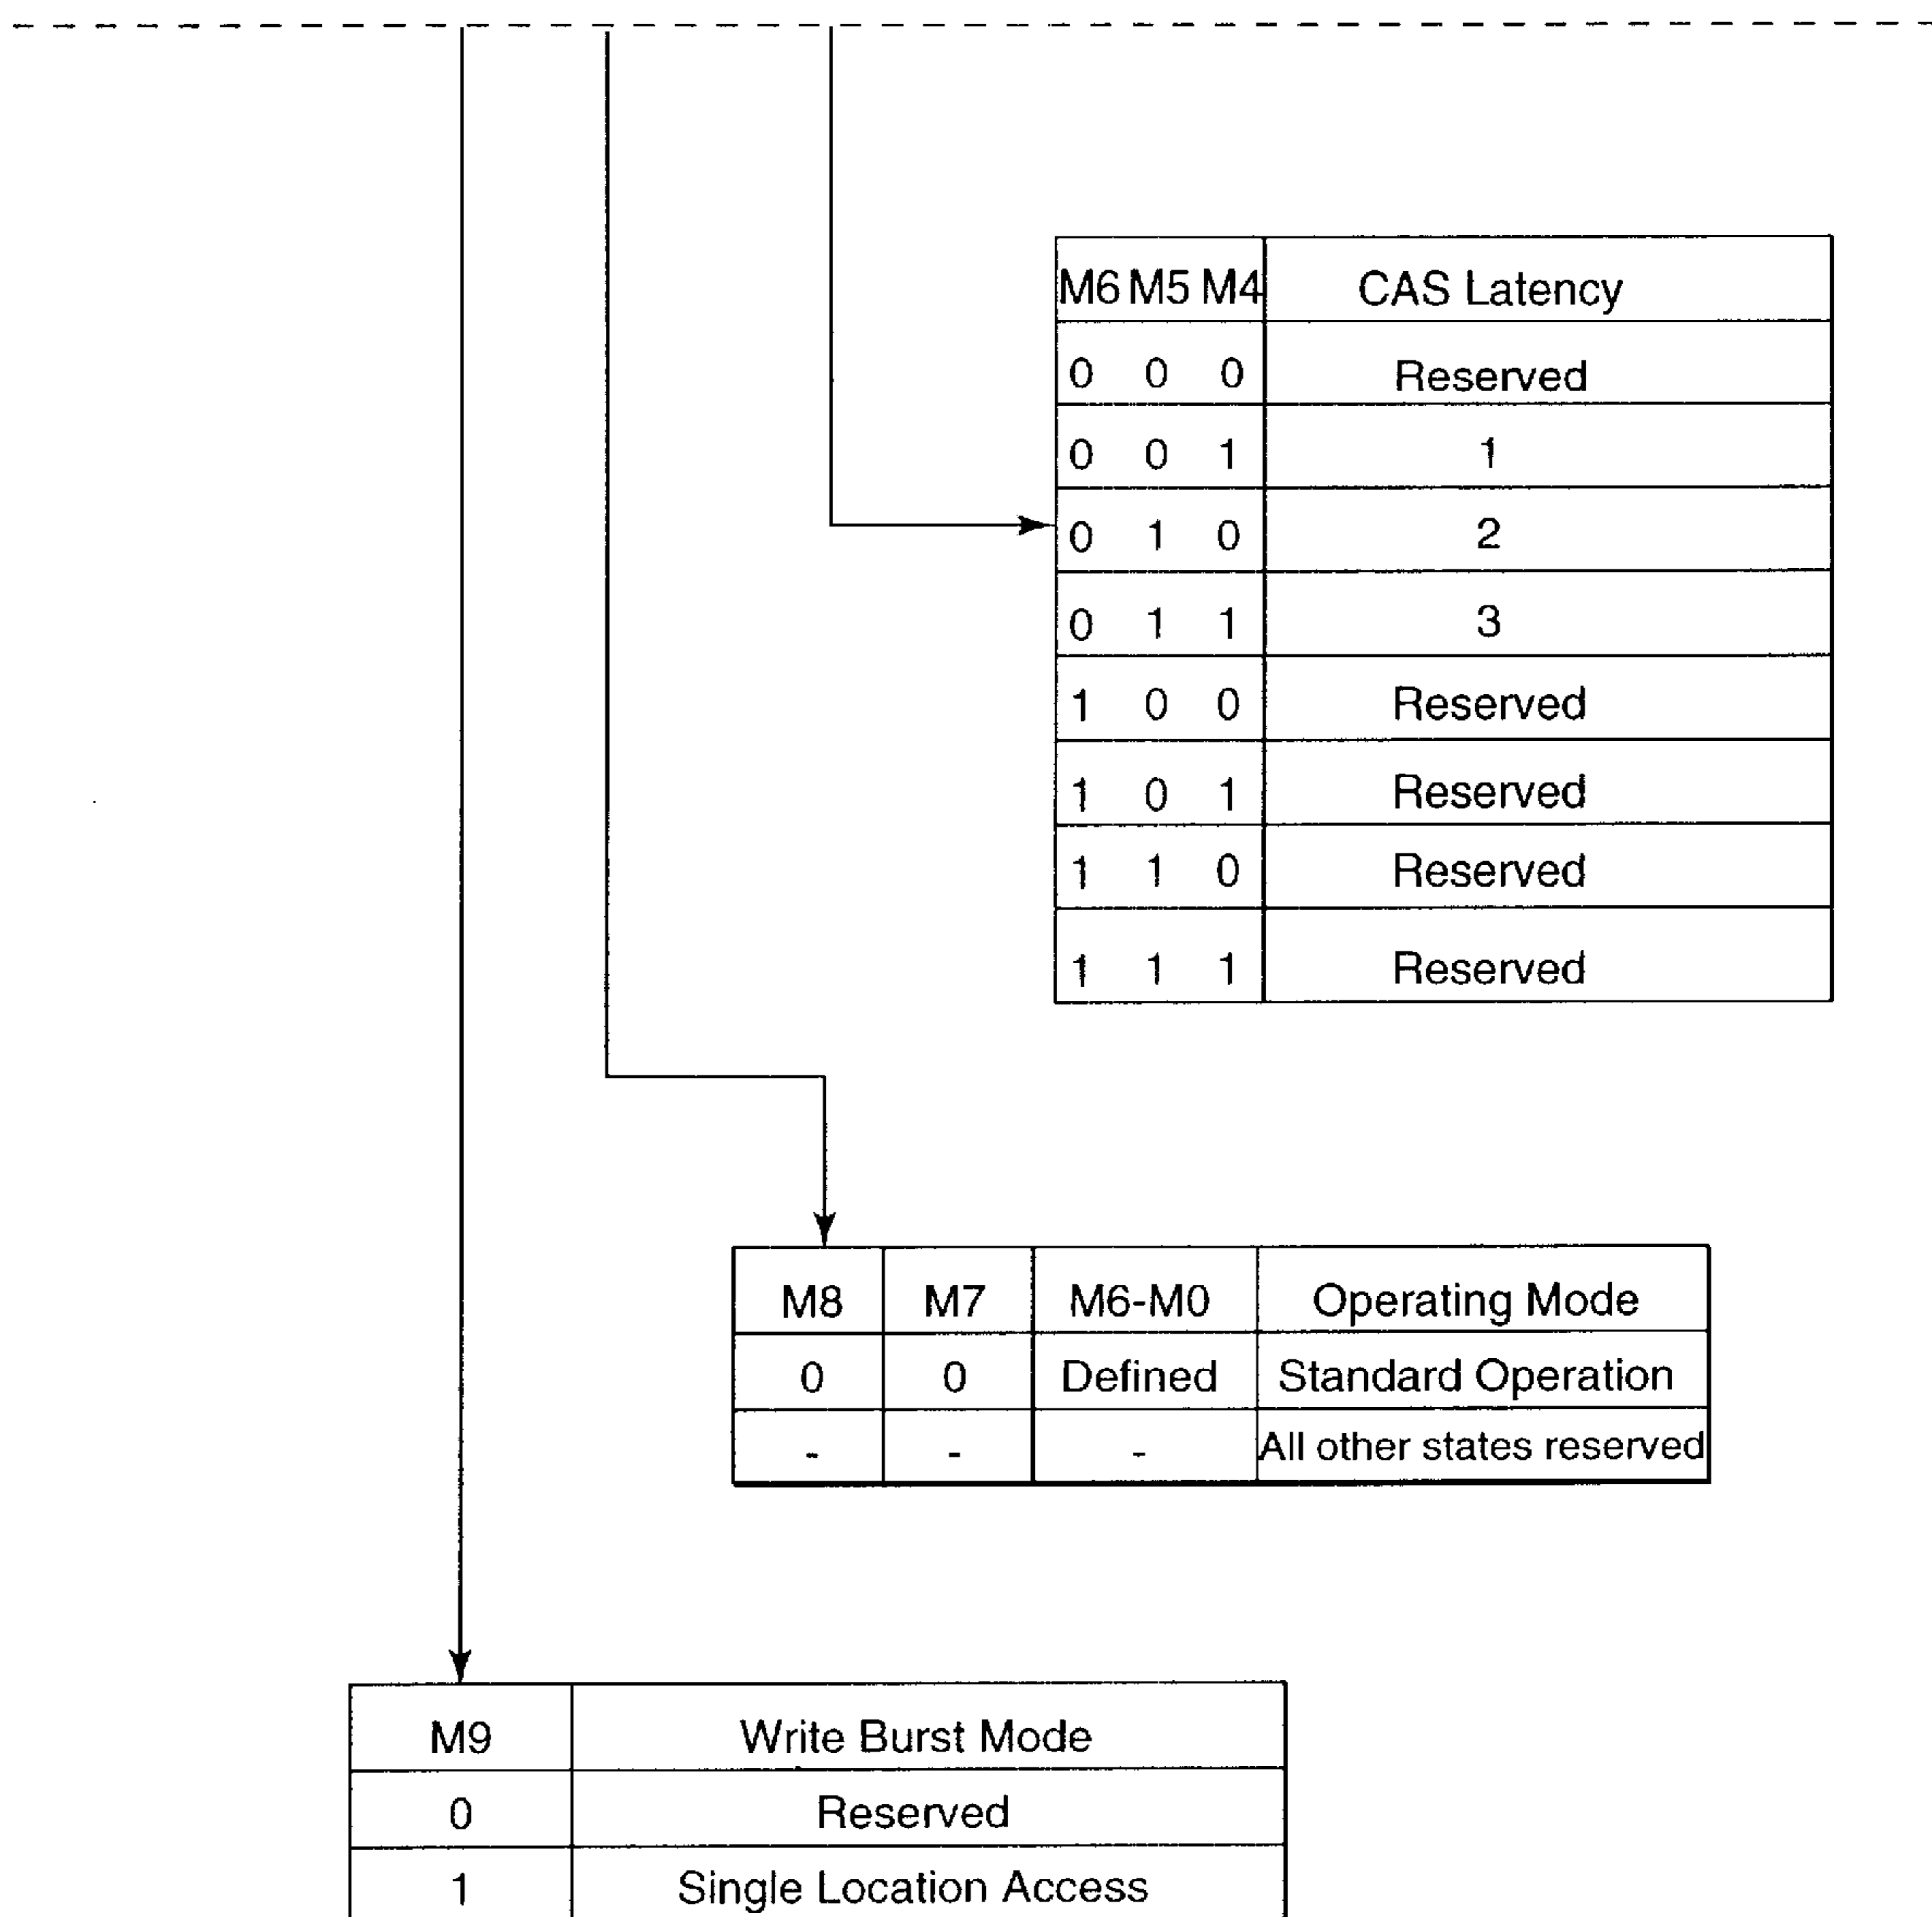 M6 M5 M4 CAS Latency
0 0 0 Reserved
0 0 1 1
0 1 0 2
0 1 1 3
1 0 0 Reserved
1 0 1 Reserved
1 1 0 Reserved
1 1 1 Reserved
M8 M7 M6-M0 Operating Mode
0 0 Defined Standard Operation
- - - All other states reserved
M9 Write Burst Mode
0 Reserved
1 Single Location Access